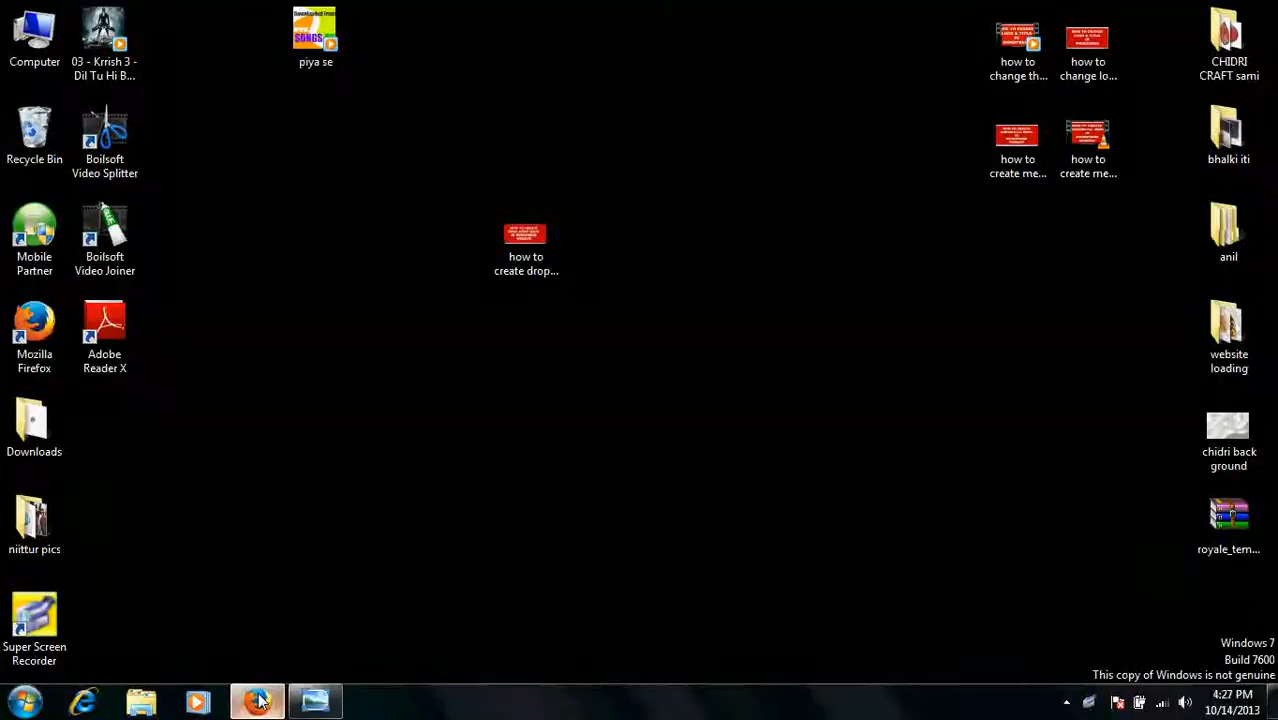 Computer
03 - Krrish 3 -
Dil Tu Hi B...
piya se
how to
change th...
how to
change lo...
CHIDRI
CRAFT sami
Recycle Bin
Boilsoft
Video Splitter
how to
create me...
how to
create me...
bhalki iti
Mobile
Partner
Boilsoft
Video Joiner
how to
create drop...
anil
Mozilla
Firefox
Adobe
Reader X
website
loading
Downloads
chidri back
ground
niittur pics
royale_tem...
Super Screen
Recorder
Windows 7
Build 7600
This copy of Windows is not genuine
4:27 PM
10/14/2013